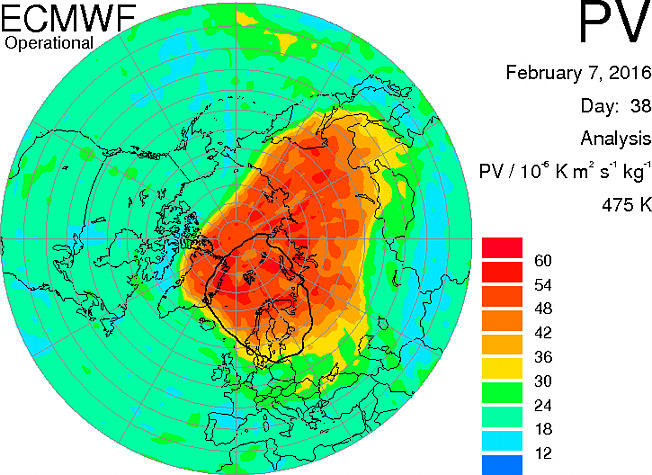 ECMWF
Operational
PV
February 7, 2016
Day: 38
Analysis
PV / 10⁻⁶ K m² s⁻¹ kg⁻¹
475 K
60
54
48
42
36
30
24
18
12